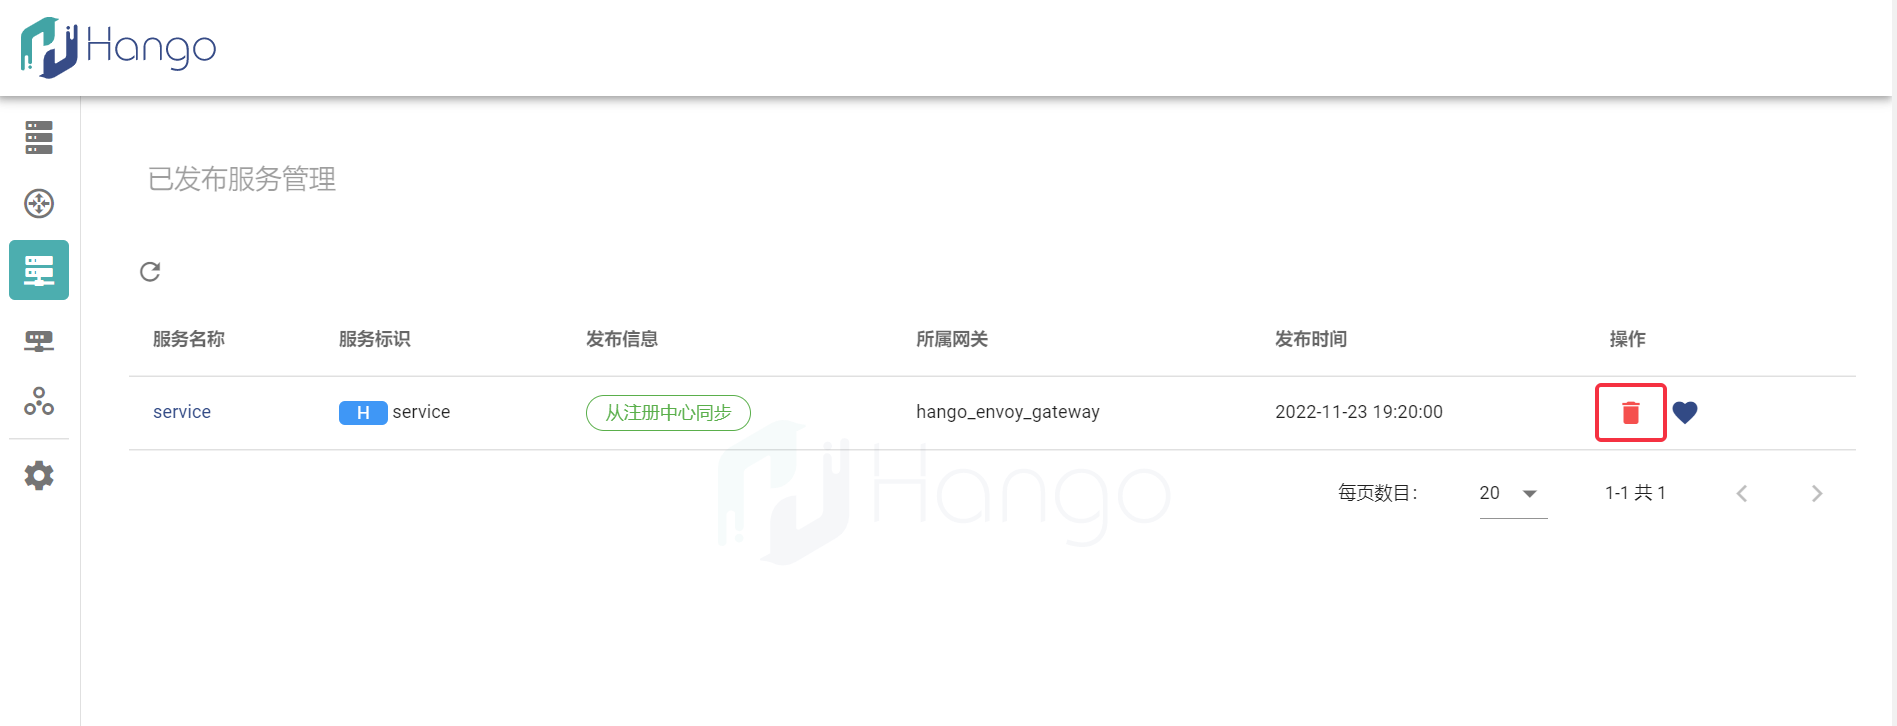 Hango
已发布服务管理
服务名称 服务标识 发布信息 所属网关 发布时间 操作
service H service 从注册中心同步 hango_envoy_gateway 2022-11-23 19:20:00
Hango
每页数目: 20 1-1 共 1